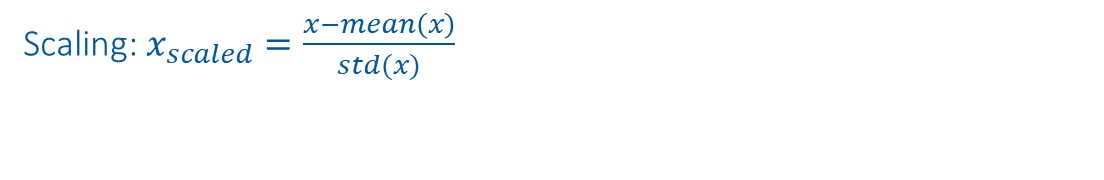 Scaling: x_scaled = (x−mean(x))/(std(x))